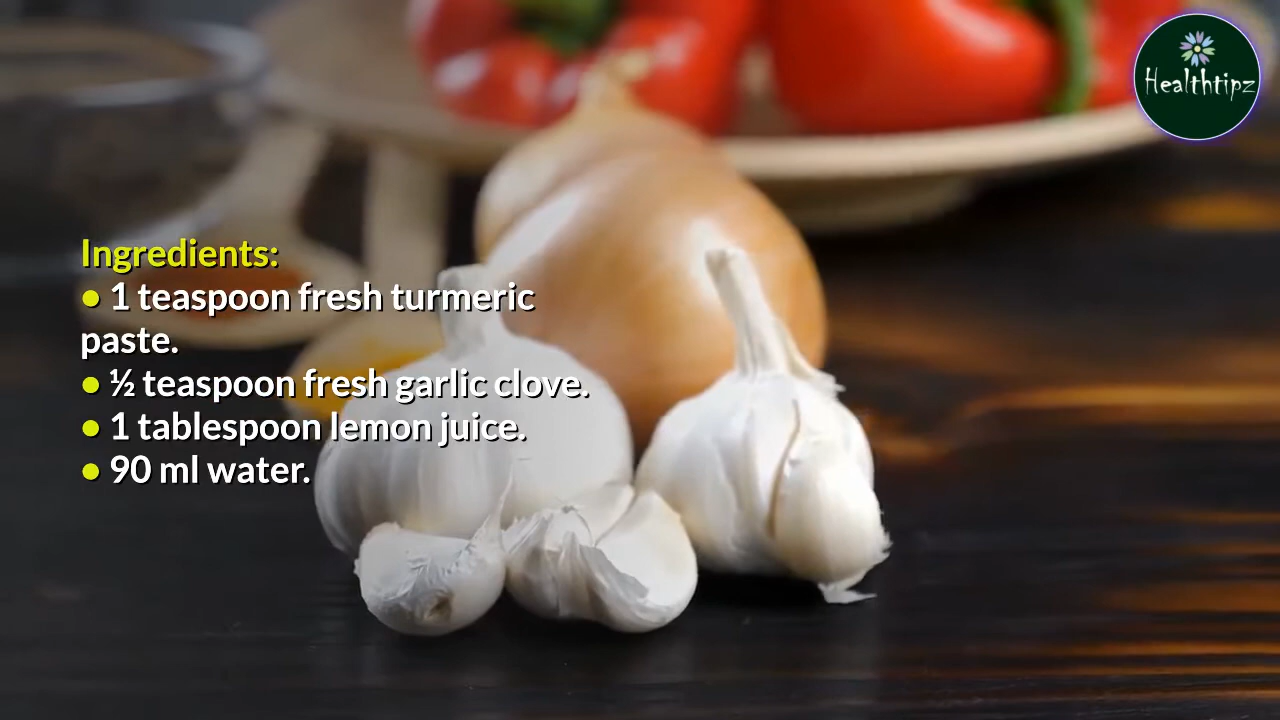 Healthtipz
Ingredients:
● 1 teaspoon fresh turmeric
paste.
● ½ teaspoon fresh garlic clove.
● 1 tablespoon lemon juice.
● 90 ml water.